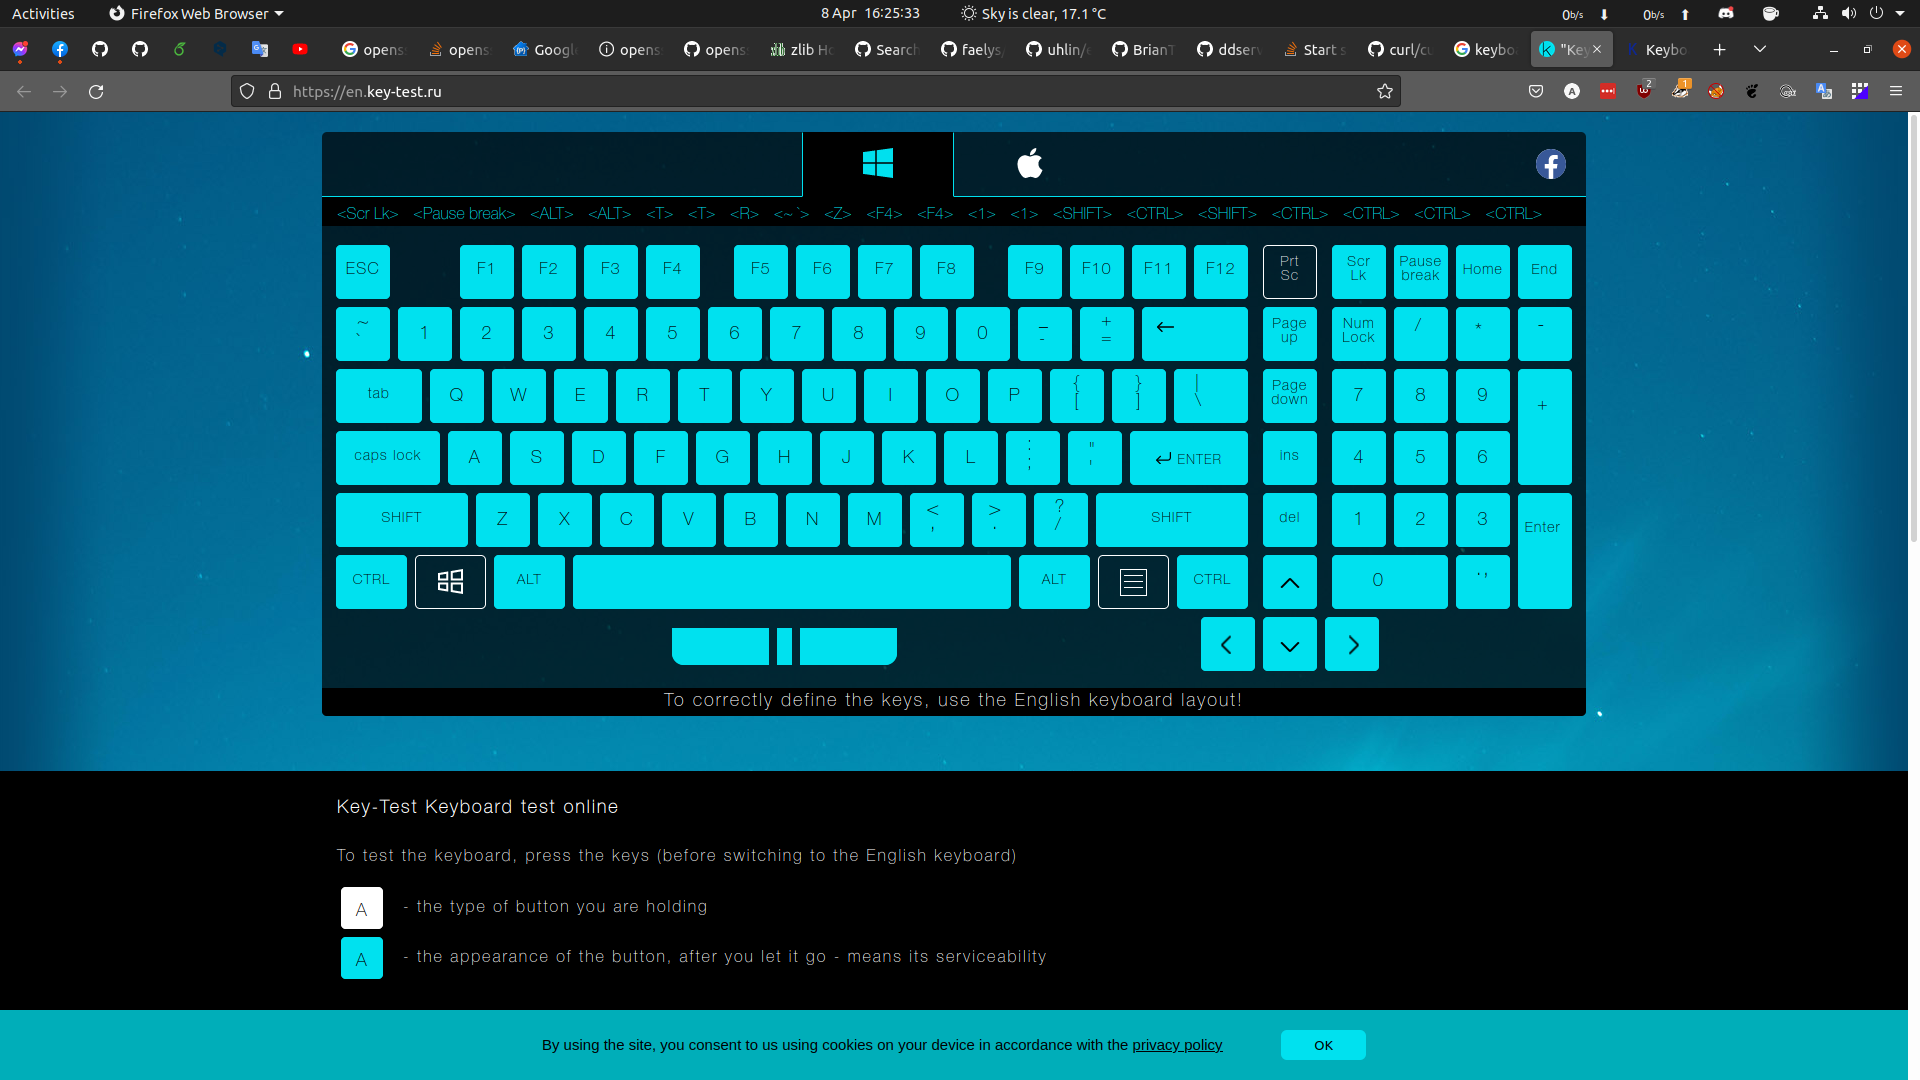 Activities Firefox Web Browser 8 Apr 16:25:33 Sky is clear, 17.1 °C 0b/s 0b/s
opens opens Googl opens opens zlib Ho Search faelys, uhlin/e BrianT ddserv Start s curl/cu keybo "Key Keybo
https://en.key-test.ru
<Scr Lk> <Pause break> <ALT> <ALT> <T> <T> <R> <~ `> <Z> <F4> <F4> <1> <1> <SHIFT> <CTRL> <SHIFT> <CTRL> <CTRL> <CTRL> <CTRL>
ESC F1 F2 F3 F4 F5 F6 F7 F8 F9 F10 F11 F12 Prt Sc Scr Lk Pause break Home End
~ ` 1 2 3 4 5 6 7 8 9 0 _ - + = ← Page up Num Lock / * -
tab Q W E R T Y U I O P { [ } ] | \ Page down 7 8 9 +
caps lock A S D F G H J K L : ; " ' ENTER ins 4 5 6
SHIFT Z X C V B N M < , > . ? / SHIFT del 1 2 3 Enter
CTRL ALT ALT CTRL 0 .,
To correctly define the keys, use the English keyboard layout!
Key-Test Keyboard test online
To test the keyboard, press the keys (before switching to the English keyboard)
A - the type of button you are holding
A - the appearance of the button, after you let it go - means its serviceability
By using the site, you consent to us using cookies on your device in accordance with the privacy policy OK